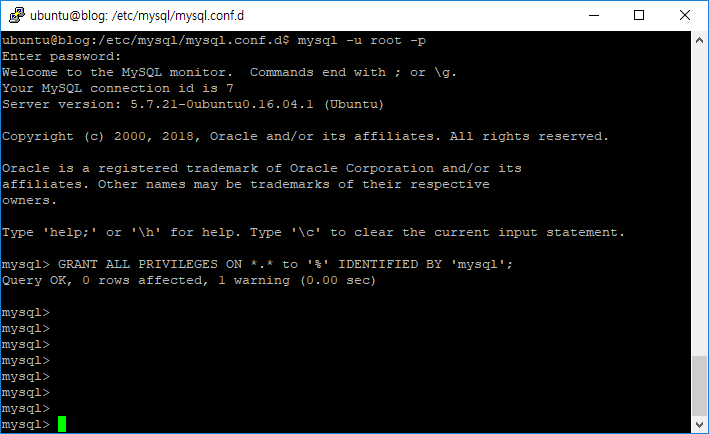 ubuntu@blog: /etc/mysql/mysql.conf.d
ubuntu@blog:/etc/mysql/mysql.conf.d$ mysql -u root -p
Enter password:
Welcome to the MySQL monitor.  Commands end with ; or \g.
Your MySQL connection id is 7
Server version: 5.7.21-0ubuntu0.16.04.1 (Ubuntu)
Copyright (c) 2000, 2018, Oracle and/or its affiliates. All rights reserved.
Oracle is a registered trademark of Oracle Corporation and/or its
affiliates. Other names may be trademarks of their respective
owners.
Type 'help;' or '\h' for help. Type '\c' to clear the current input statement.
mysql> GRANT ALL PRIVILEGES ON *.* to '%' IDENTIFIED BY 'mysql';
Query OK, 0 rows affected, 1 warning (0.00 sec)
mysql>
mysql>
mysql>
mysql>
mysql>
mysql>
mysql>
mysql>